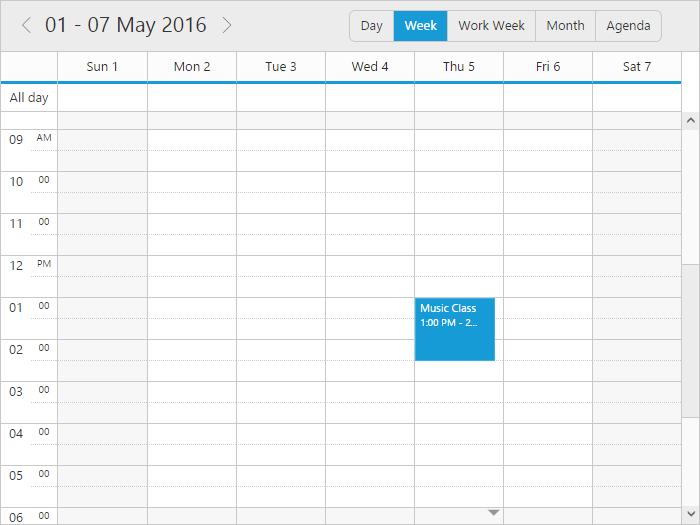 01 - 07 May 2016
Day Week Work Week Month Agenda
Sun 1 Mon 2 Tue 3 Wed 4 Thu 5 Fri 6 Sat 7
All day
09 AM
10 00
11 00
12 PM
01 00
Music Class
1:00 PM - 2...
02 00
03 00
04 00
05 00
06 00